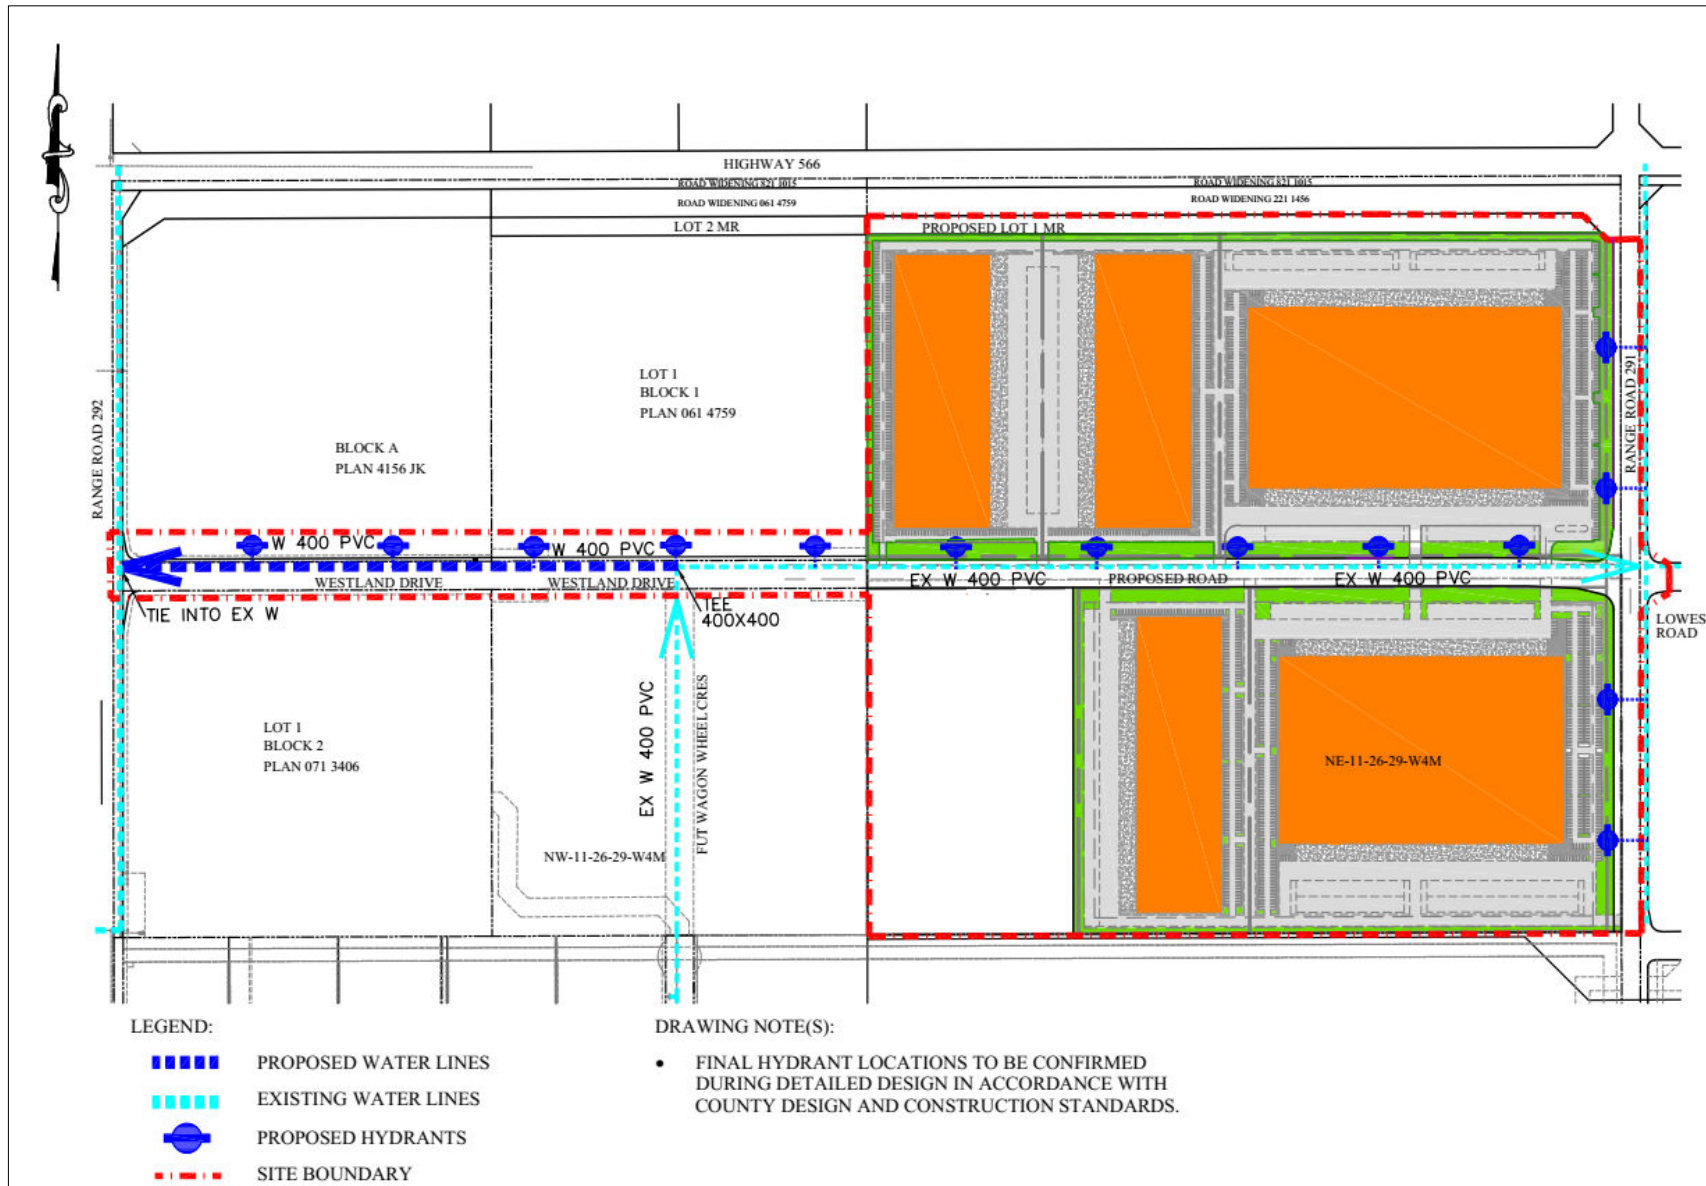 HIGHWAY 566
ROAD WIDENING 821 1015
ROAD WIDENING 821 1015
ROAD WIDENING 061 4759
ROAD WIDENING 221 1456
LOT 2 MR
PROPOSED LOT 1 MR
RANGE ROAD 292
BLOCK A
PLAN 4156 JK
LOT 1
BLOCK 1
PLAN 061 4759
RANGE ROAD 291
W 400 PVC
W 400 PVC
WESTLAND DRIVE
WESTLAND DRIVE
EX W 400 PVC
PROPOSED ROAD
EX W 400 PVC
TIE INTO EX W
TEE
400X400
LOWES
ROAD
EX W 400 PVC
FUT WAGON WHEEL CRES
LOT 1
BLOCK 2
PLAN 071 3406
NW-11-26-29-W4M
NE-11-26-29-W4M
LEGEND:
PROPOSED WATER LINES
EXISTING WATER LINES
PROPOSED HYDRANTS
SITE BOUNDARY
DRAWING NOTE(S):
• FINAL HYDRANT LOCATIONS TO BE CONFIRMED
DURING DETAILED DESIGN IN ACCORDANCE WITH
COUNTY DESIGN AND CONSTRUCTION STANDARDS.